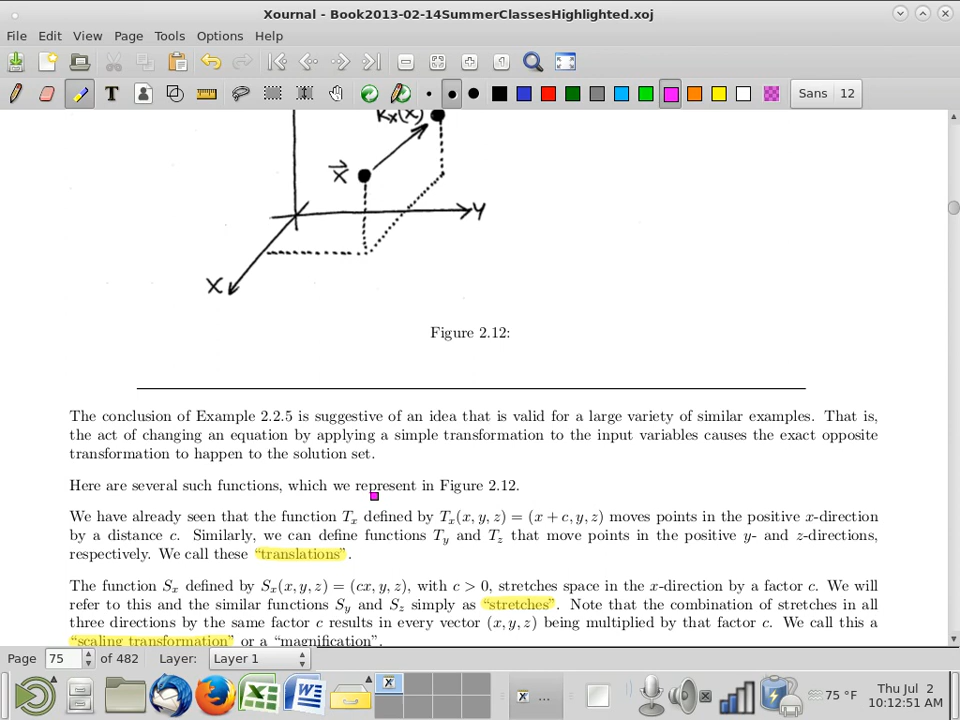 Xournal - Book2013-02-14SummerClassesHighlighted.xoj
File Edit View Page Tools Options Help
Sans 12
x
Y
X
Figure 2.12:
The conclusion of Example 2.2.5 is suggestive of an idea that is valid for a large variety of similar examples. That is,
the act of changing an equation by applying a simple transformation to the input variables causes the exact opposite
transformation to happen to the solution set.
Here are several such functions, which we represent in Figure 2.12.
We have already seen that the function Tx defined by Tx(x, y, z) = (x + c, y, z) moves points in the positive x-direction
by a distance c. Similarly, we can define functions Ty and Tz that move points in the positive y- and z-directions,
respectively. We call these “translations”.
The function Sx defined by Sx(x, y, z) = (cx, y, z), with c > 0, stretches space in the x-direction by a factor c. We will
refer to this and the similar functions Sy and Sz simply as “stretches”. Note that the combination of stretches in all
three directions by the same factor c results in every vector (x, y, z) being multiplied by that factor c. We call this a
“scaling transformation” or a “magnification”.
Page 75 of 482 Layer: Layer 1
... 75 °F Thu Jul 2
10:12:51 AM